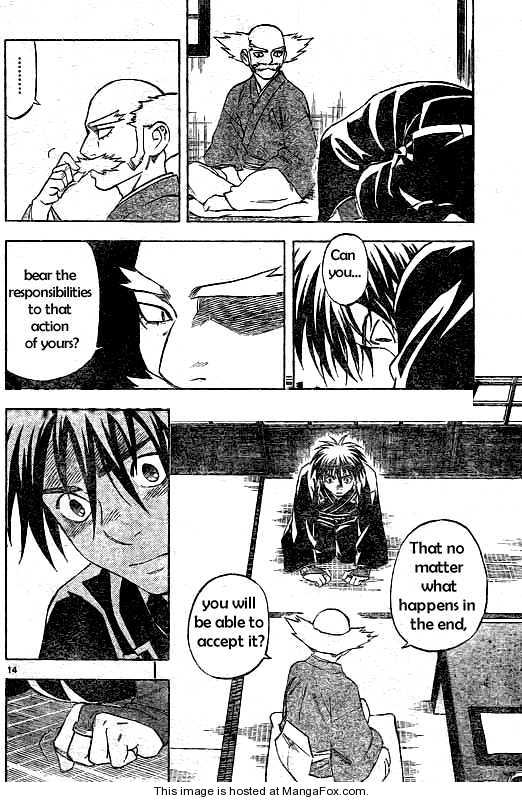 .........
Can
you...
bear the
responsibilities
to that
action
of yours?
That no
matter
what
happens in
the end,
you will
be able to
accept it?
14
This image is hosted at MangaFox.com.